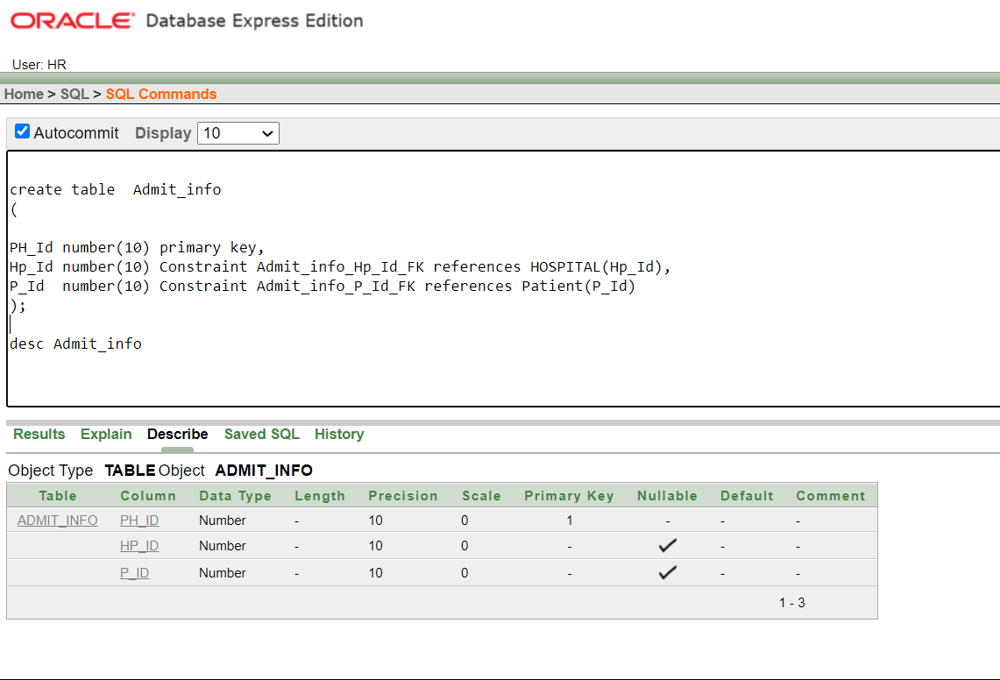 ORACLE Database Express Edition
User: HR
Home > SQL > SQL Commands
Autocommit Display 10
create table  Admit_info
(
PH_Id number(10) primary key,
Hp_Id number(10) Constraint Admit_info_Hp_Id_FK references HOSPITAL(Hp_Id),
P_Id  number(10) Constraint Admit_info_P_Id_FK references Patient(P_Id)
);
desc Admit_info
Results Explain Describe Saved SQL History
Object Type TABLE Object ADMIT_INFO
Table Column Data Type Length Precision Scale Primary Key Nullable Default Comment
ADMIT_INFO PH_ID Number - 10 0 1 - - -
HP_ID Number - 10 0 - - -
P_ID Number - 10 0 - - -
1 - 3